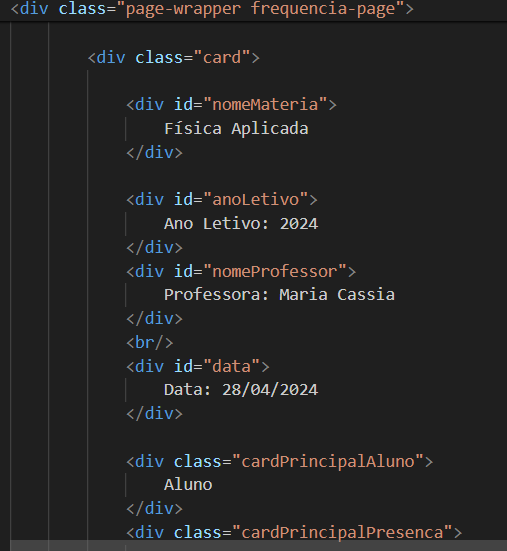 <div class="page-wrapper frequencia-page">
<div class="card">
<div id="nomeMateria">
Física Aplicada
</div>
<div id="anoLetivo">
Ano Letivo: 2024
</div>
<div id="nomeProfessor">
Professora: Maria Cassia
</div>
<br/>
<div id="data">
Data: 28/04/2024
</div>
<div class="cardPrincipalAluno">
Aluno
</div>
<div class="cardPrincipalPresenca">